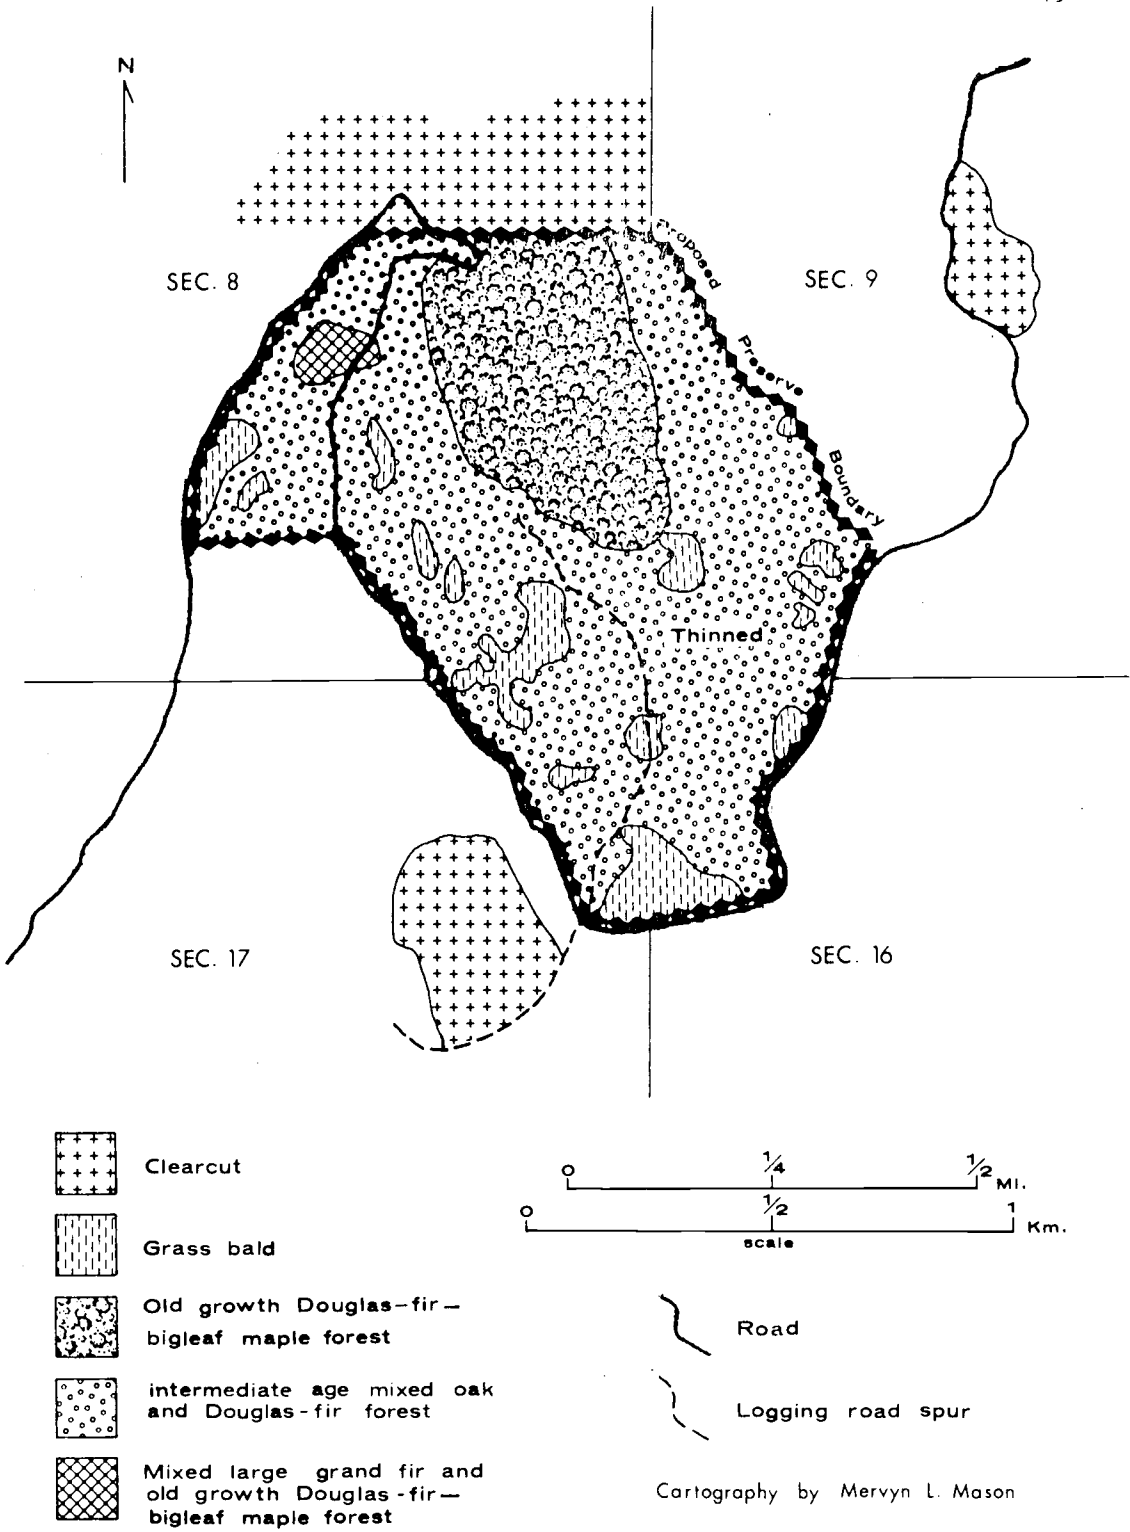 N
SEC. 8
SEC. 9
Proposed
Preserve
Boundary
Thinned
SEC. 17
SEC. 16
Clearcut
Grass bald
Old growth Douglas-fir—
bigleaf maple forest
intermediate age mixed oak
and Douglas-fir forest
Mixed large grand fir and
old growth Douglas-fir—
bigleaf maple forest
0 1/4 1/2 MI.
0 1/2 1 Km.
scale
Road
Logging road spur
Cartography by Mervyn L. Mason